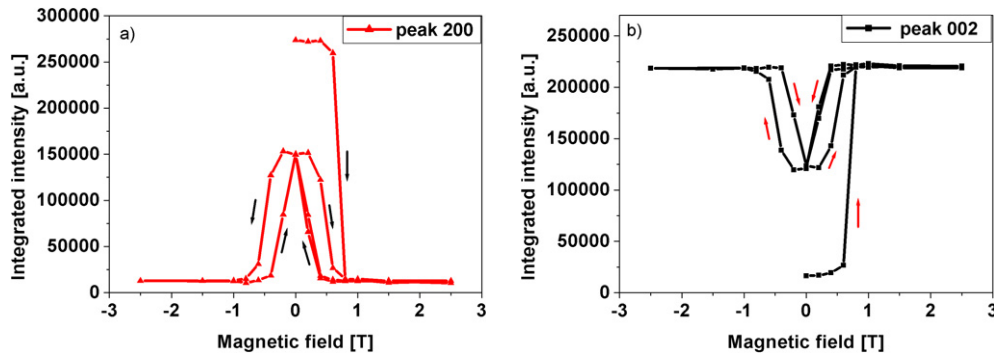 a)
peak 200
Integrated intensity [a.u.]
300000
250000
200000
150000
100000
50000
0
-3 -2 -1 0 1 2 3
Magnetic field [T]
b)
peak 002
Integrated intensity [a.u.]
250000
200000
150000
100000
50000
0
-3 -2 -1 0 1 2 3
Magnetic field [T]